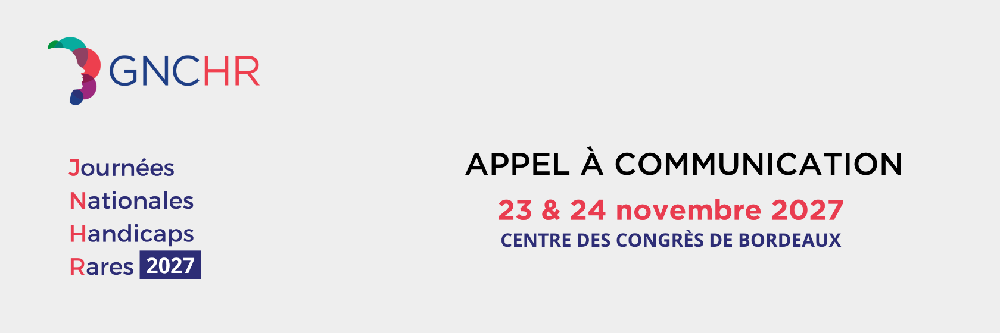 GNCHR
Journées
Nationales
Handicaps
Rares 2027
APPEL À COMMUNICATION
23 & 24 novembre 2027
CENTRE DES CONGRÈS DE BORDEAUX